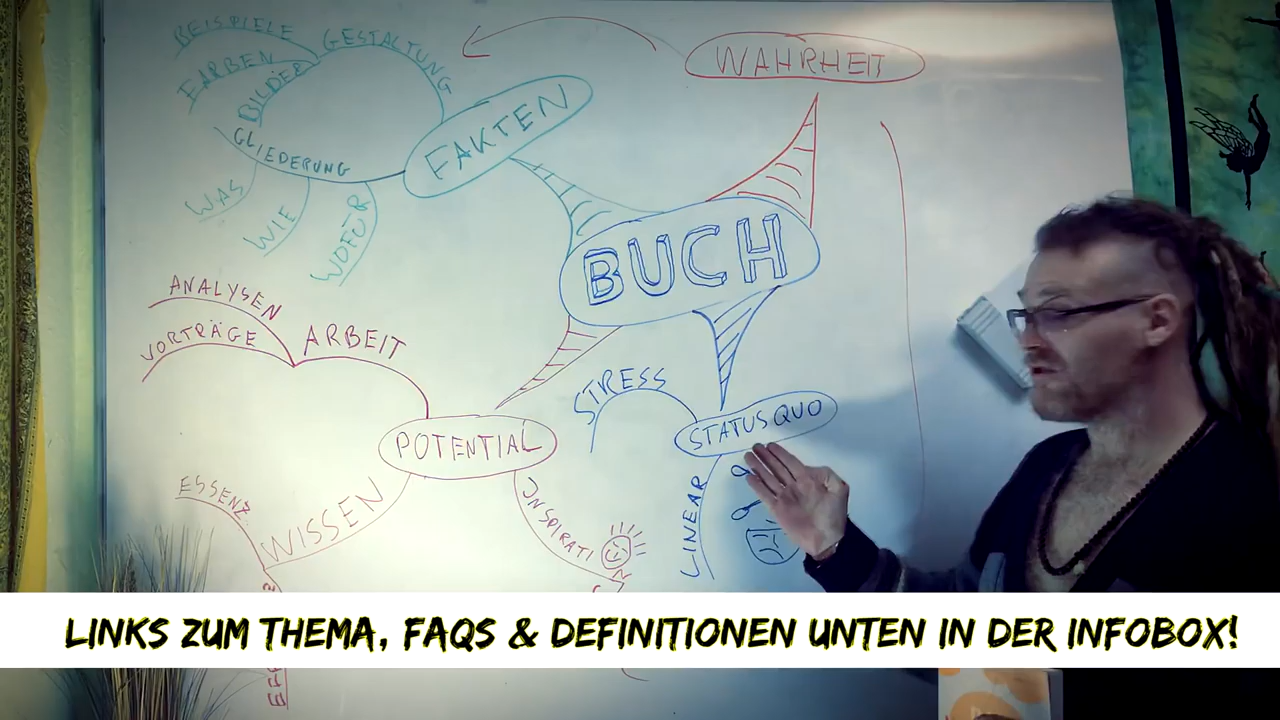 BEISPIELE
GESTALTUNG
FARBEN
BILDER
WAHRHEIT
FAKTEN
GLIEDERUNG
WAS
WIE
WOFÜR
BUCH
ANALYSEN
VORTRÄGE
ARBEIT
STRESS
STATUS QUO
POTENTIAL
LINEAR
ESSENZ
WISSEN
INSPIRATI
N
LINKS ZUM THEMA, FAQS & DEFINITIONEN UNTEN IN DER INFOBOX!